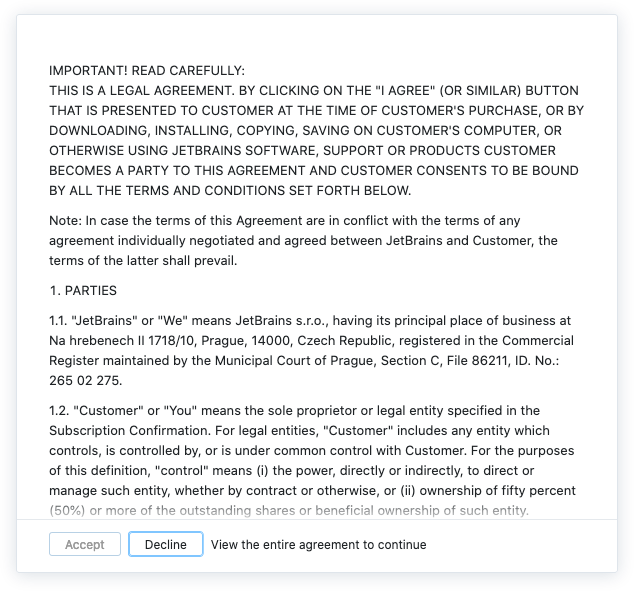 IMPORTANT! READ CAREFULLY:
THIS IS A LEGAL AGREEMENT. BY CLICKING ON THE "I AGREE" (OR SIMILAR) BUTTON
THAT IS PRESENTED TO CUSTOMER AT THE TIME OF CUSTOMER'S PURCHASE, OR BY
DOWNLOADING, INSTALLING, COPYING, SAVING ON CUSTOMER'S COMPUTER, OR
OTHERWISE USING JETBRAINS SOFTWARE, SUPPORT OR PRODUCTS CUSTOMER
BECOMES A PARTY TO THIS AGREEMENT AND CUSTOMER CONSENTS TO BE BOUND
BY ALL THE TERMS AND CONDITIONS SET FORTH BELOW.
Note: In case the terms of this Agreement are in conflict with the terms of any
agreement individually negotiated and agreed between JetBrains and Customer, the
terms of the latter shall prevail.
1. PARTIES
1.1. "JetBrains" or "We" means JetBrains s.r.o., having its principal place of business at
Na hrebenech II 1718/10, Prague, 14000, Czech Republic, registered in the Commercial
Register maintained by the Municipal Court of Prague, Section C, File 86211, ID. No.:
265 02 275.
1.2. "Customer" or "You" means the sole proprietor or legal entity specified in the
Subscription Confirmation. For legal entities, "Customer" includes any entity which
controls, is controlled by, or is under common control with Customer. For the purposes
of this definition, "control" means (i) the power, directly or indirectly, to direct or
manage such entity, whether by contract or otherwise, or (ii) ownership of fifty percent
(50%) or more of the outstanding shares or beneficial ownership of such entity.
Accept Decline View the entire agreement to continue